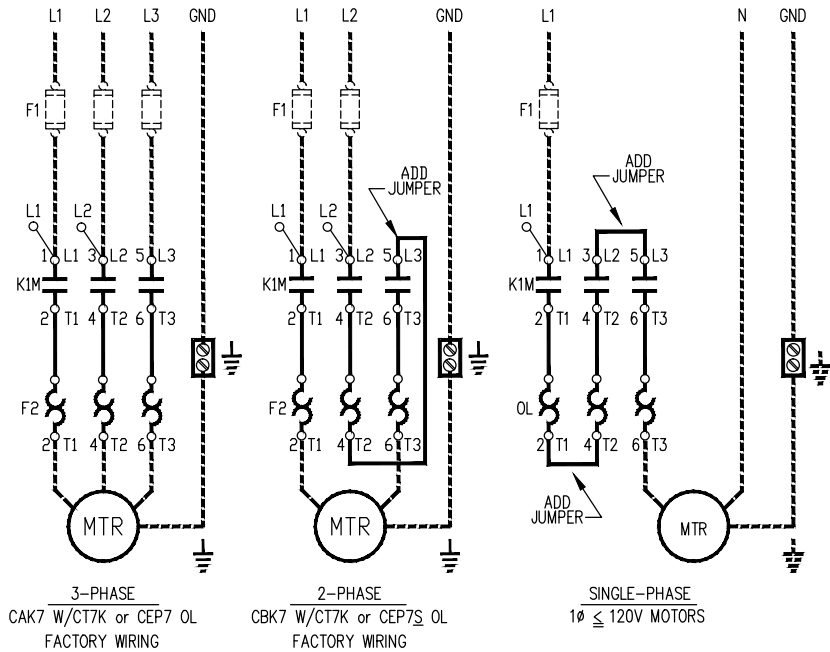 L1 L2 L3 GND L1 L2 GND L1 N GND
F1 F1 F1
ADD
JUMPER
ADD
JUMPER
L1 L2 L1 L2 L1
1 L1 3 L2 5 L3 1 L1 3 L2 5 L3 1 L1 3 L2 5 L3
K1M K1M K1M
2 T1 4 T2 6 T3 2 T1 4 T2 6 T3 2 T1 4 T2 6 T3
F2 F2 OL
2 T1 4 T2 6 T3 2 T1 4 T2 6 T3 2 T1 4 T2 6 T3
ADD
JUMPER
MTR MTR MTR
3-PHASE
CAK7 W/CT7K or CEP7 OL
FACTORY WIRING
2-PHASE
CBK7 W/CT7K or CEP7S OL
FACTORY WIRING
SINGLE-PHASE
1ø ≤ 120V MOTORS